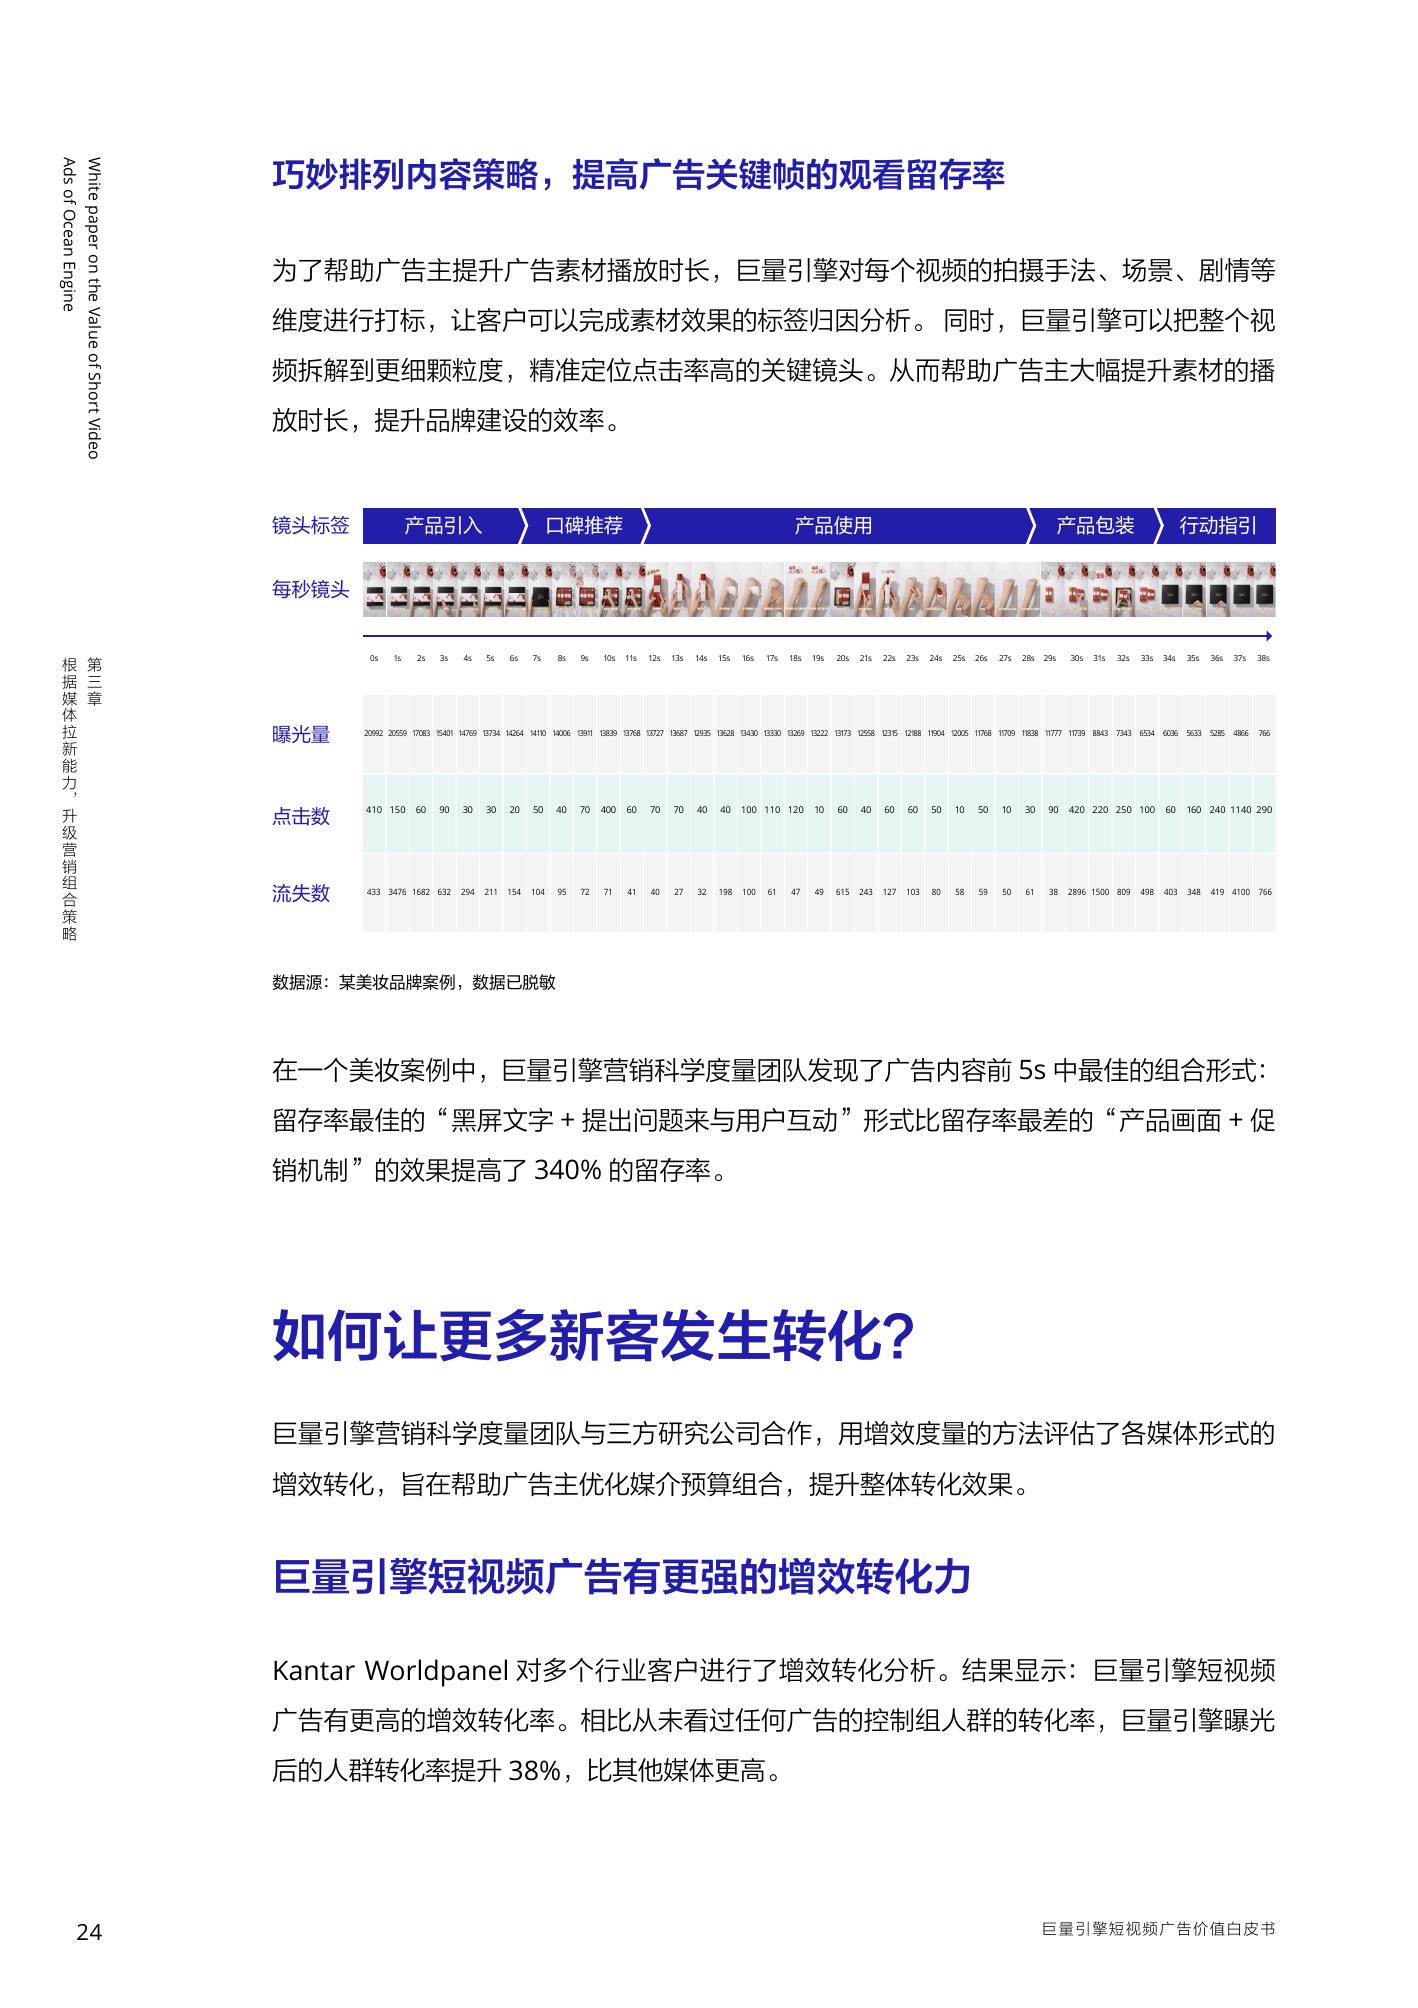 White paper on the Value of Short Video
Ads of Ocean Engine
第三章
根据媒体拉新能力，升级营销组合策略
巧妙排列内容策略，提高广告关键帧的观看留存率
为了帮助广告主提升广告素材播放时长，巨量引擎对每个视频的拍摄手法、场景、剧情等
维度进行打标，让客户可以完成素材效果的标签归因分析。 同时，巨量引擎可以把整个视
频拆解到更细颗粒度，精准定位点击率高的关键镜头。从而帮助广告主大幅提升素材的播
放时长，提升品牌建设的效率。
镜头标签 产品引入 口碑推荐 产品使用 产品包装 行动指引
每秒镜头
0s 1s 2s 3s 4s 5s 6s 7s 8s 9s 10s 11s 12s 13s 14s 15s 16s 17s 18s 19s 20s 21s 22s 23s 24s 25s 26s 27s 28s 29s 30s 31s 32s 33s 34s 35s 36s 37s 38s
曝光量 20992 20559 17083 15401 14769 13734 14264 14110 14006 13911 13839 13768 13727 13687 12935 13628 13430 13330 13269 13222 13173 12558 12315 12188 11904 12005 11768 11709 11838 11777 11739 8843 7343 6534 6036 5633 5285 4866 766
点击数 410 150 60 90 30 30 20 50 40 70 400 60 70 70 40 40 100 110 120 10 60 40 60 60 50 10 50 10 30 90 420 220 250 100 60 160 240 1140 290
流失数 433 3476 1682 632 294 211 154 104 95 72 71 41 40 27 32 198 100 61 47 49 615 243 127 103 80 58 59 50 61 38 2896 1500 809 498 403 348 419 4100 766
数据源：某美妆品牌案例，数据已脱敏
在一个美妆案例中，巨量引擎营销科学度量团队发现了广告内容前 5s 中最佳的组合形式：
留存率最佳的“黑屏文字 + 提出问题来与用户互动”形式比留存率最差的“产品画面 + 促
销机制”的效果提高了 340% 的留存率。
如何让更多新客发生转化？
巨量引擎营销科学度量团队与三方研究公司合作，用增效度量的方法评估了各媒体形式的
增效转化，旨在帮助广告主优化媒介预算组合，提升整体转化效果。
巨量引擎短视频广告有更强的增效转化力
Kantar Worldpanel 对多个行业客户进行了增效转化分析。结果显示：巨量引擎短视频
广告有更高的增效转化率。相比从未看过任何广告的控制组人群的转化率，巨量引擎曝光
后的人群转化率提升 38%，比其他媒体更高。
24
巨量引擎短视频广告价值白皮书